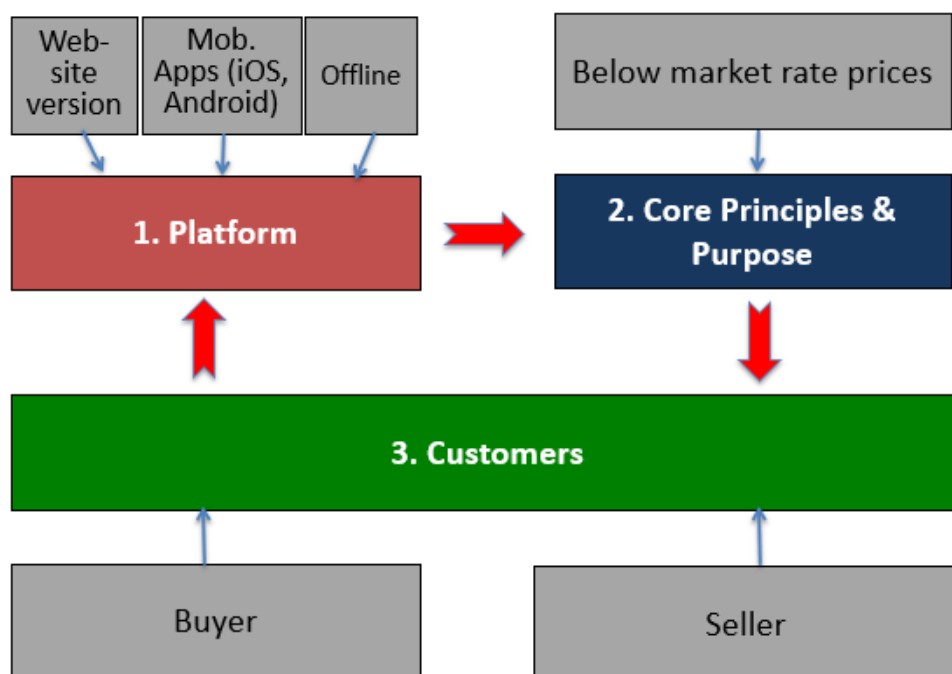 Web-
site
version
Mob.
Apps (iOS,
Android)
Offline
Below market rate prices
1. Platform
2. Core Principles &
Purpose
3. Customers
Buyer
Seller